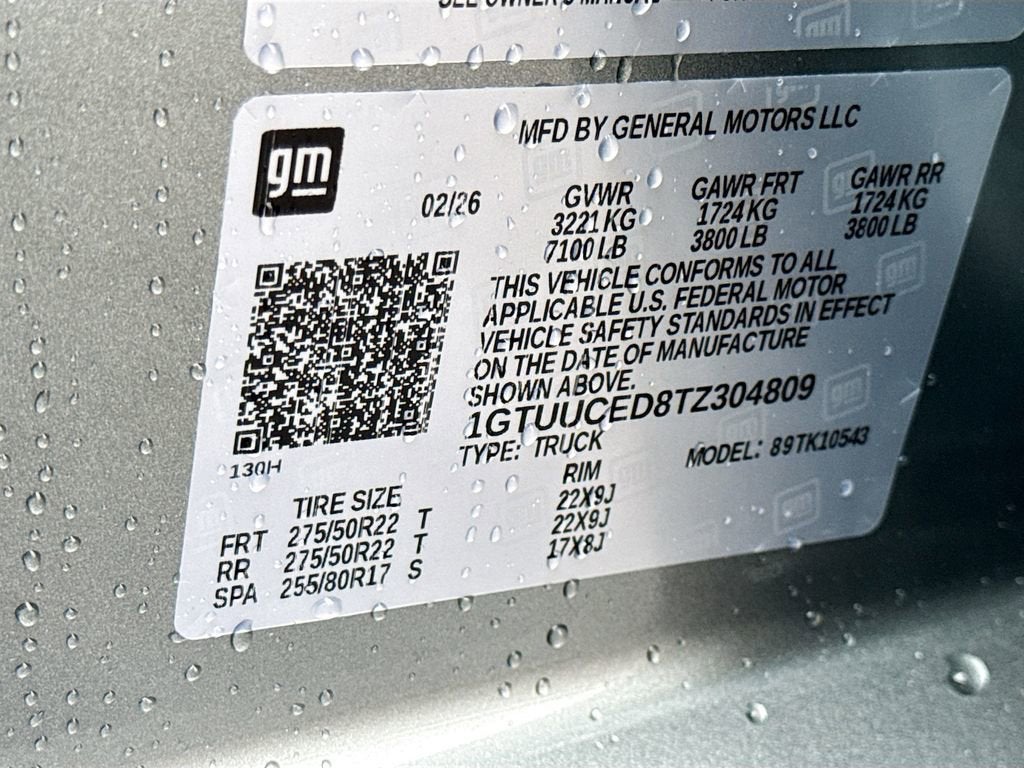 SEE OWNER'S MANUAL
gm
MFD BY GENERAL MOTORS LLC
02/26
GVWR GAWR FRT GAWR RR
3221 KG 1724 KG 1724 KG
7100 LB 3800 LB 3800 LB
THIS VEHICLE CONFORMS TO ALL
APPLICABLE U.S. FEDERAL MOTOR
VEHICLE SAFETY STANDARDS IN EFFECT
ON THE DATE OF MANUFACTURE
SHOWN ABOVE.
1GTUUCED8TZ304809
TYPE: TRUCK MODEL: 89TK10543
130H
TIRE SIZE RIM
FRT 275/50R22 T 22X9J
RR 275/50R22 T 22X9J
SPA 255/80R17 S 17X8J